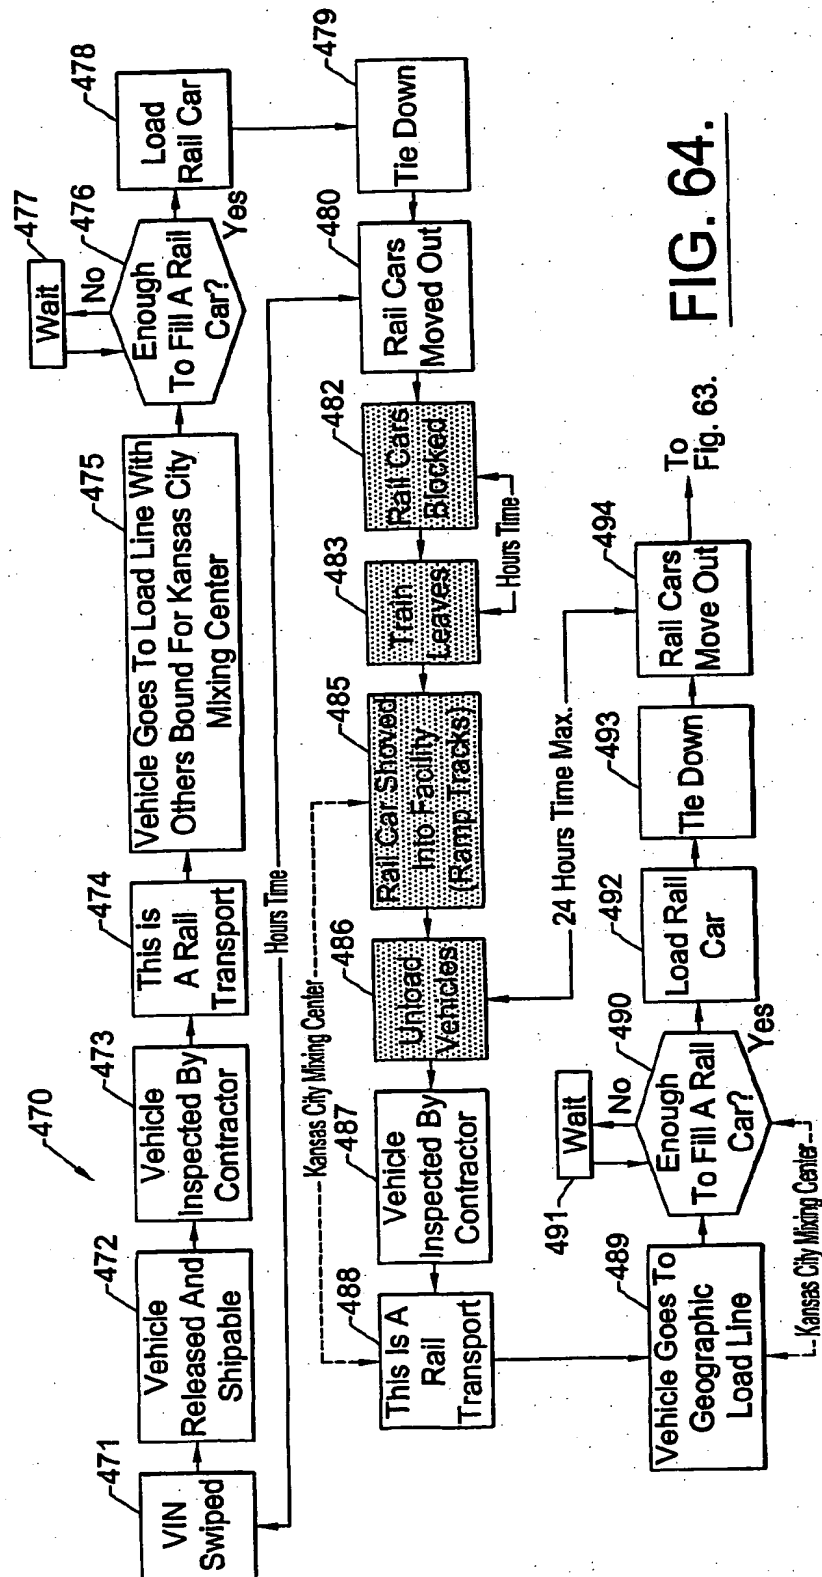 470
471
VIN
Swiped
472
Vehicle
Released And
Shipable
473
Vehicle
Inspected By
Contractor
474
This is
A Rail
Transport
475
Vehicle Goes To Load Line With
Others Bound For Kansas City
Mixing Center
477
Wait
No
476
Enough
To Fill A Rail
Car?
Yes
478
Load
Rail Car
Hours Time
479
Tie Down
480
Rail Cars
Moved Out
482
Rail Cars
Blocked
483
Train
Leaves
Hours Time
485
Rail Car Shoved
Into Facility
(Ramp Tracks)
486
Unload
Vehicles
487
Vehicle
Inspected By
Contractor
488
This Is A
Rail
Transport
Kansas City Mixing Center
24 Hours Time Max.
489
Vehicle Goes To
Geographic
Load Line
491
Wait
No
490
Enough
To Fill A Rail
Car?
Yes
492
Load Rail
Car
493
Tie Down
494
Rail Cars
Move Out
To
Fig. 63.
Kansas City Mixing Center
FIG. 64.